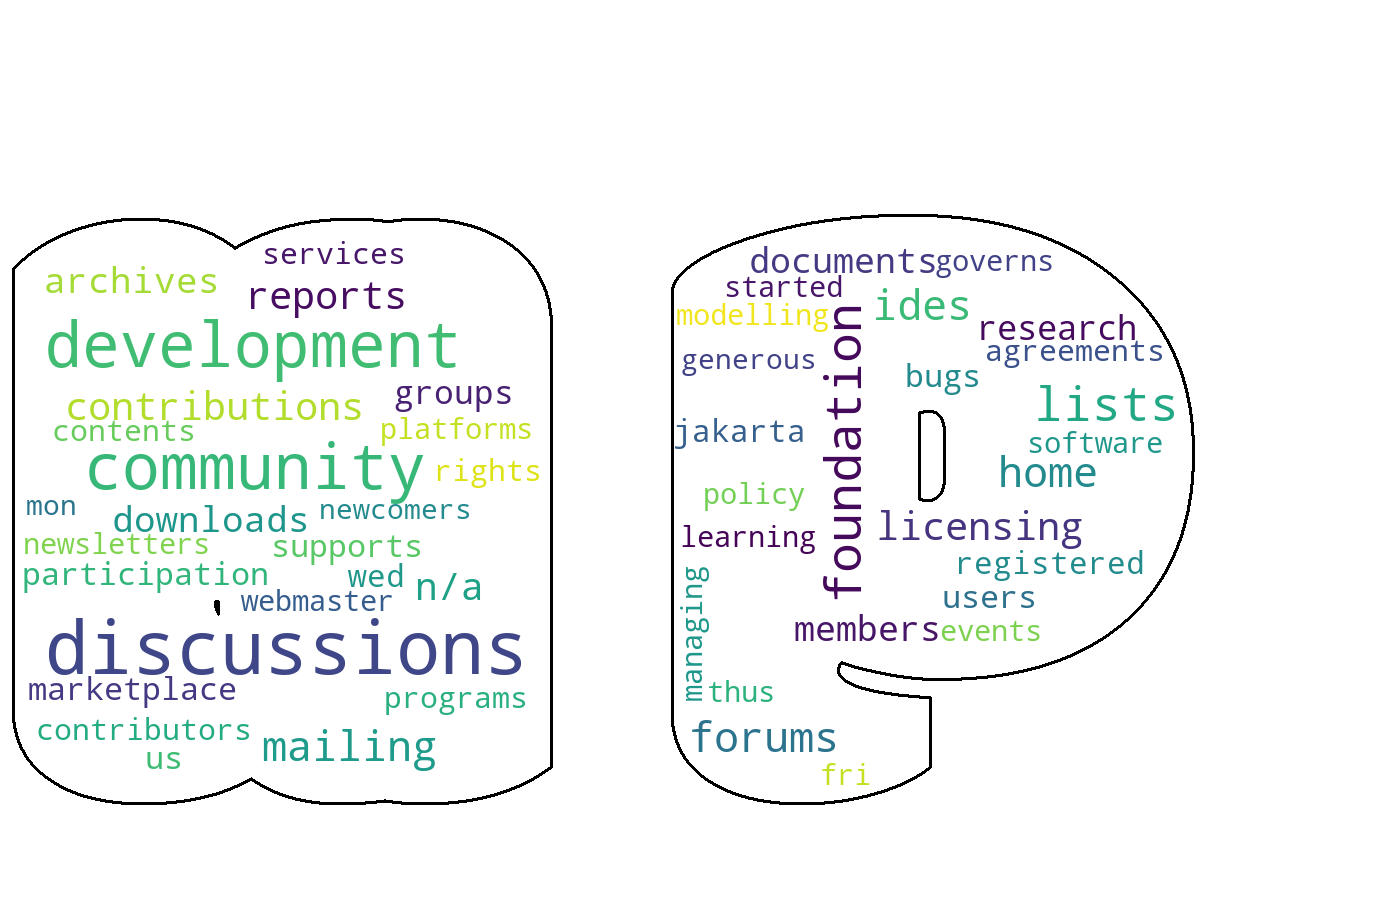 services
archives
reports
development
contributions
groups
contents
platforms
community
rights
mon
downloads
newcomers
newsletters
supports
participation
wed
n/a
webmaster
discussions
marketplace
programs
contributors
mailing
us
documents
governs
started
ides
modelling
research
agreements
generous
foundation
bugs
lists
jakarta
software
home
policy
licensing
learning
registered
managing
users
members
events
thus
forums
fri